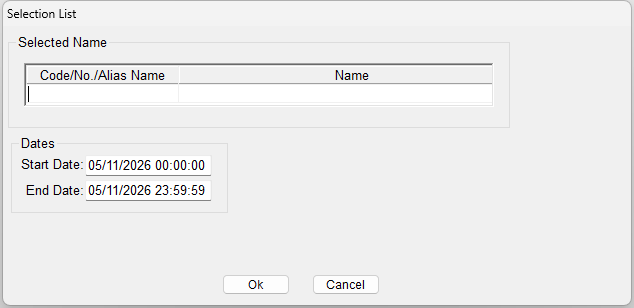 Selection List
Selected Name
Code/No./Alias Name Name
Dates
Start Date: 05/11/2026 00:00:00
End Date: 05/11/2026 23:59:59
Ok Cancel